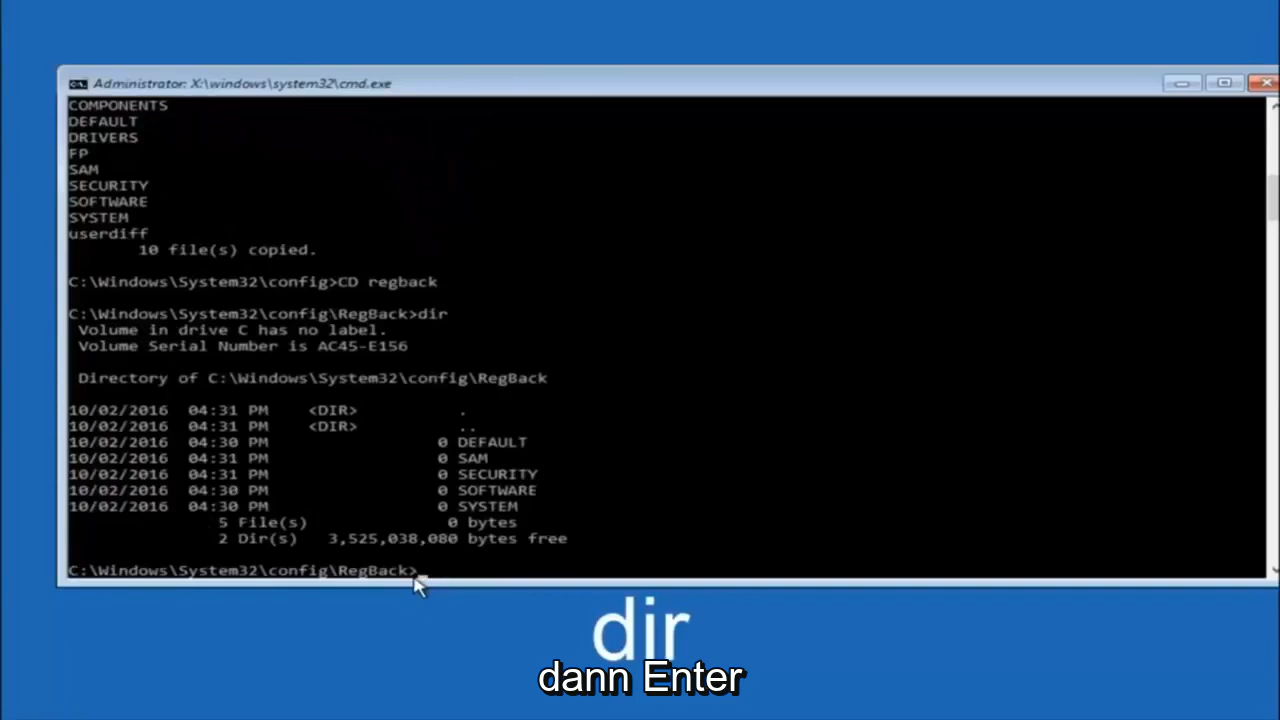 Administrator: X:\windows\system32\cmd.exe
COMPONENTS
DEFAULT
DRIVERS
FP
SAM
SECURITY
SOFTWARE
SYSTEM
userdiff
10 file(s) copied.
C:\Windows\System32\config>CD regback
C:\Windows\System32\config\RegBack>dir
Volume in drive C has no label.
Volume Serial Number is AC45-E156
Directory of C:\Windows\System32\config\RegBack
10/02/2016 04:31 PM <DIR> .
10/02/2016 04:31 PM <DIR> ..
10/02/2016 04:30 PM 0 DEFAULT
10/02/2016 04:31 PM 0 SAM
10/02/2016 04:31 PM 0 SECURITY
10/02/2016 04:30 PM 0 SOFTWARE
10/02/2016 04:30 PM 0 SYSTEM
5 File(s) 0 bytes
2 Dir(s) 3,525,038,080 bytes free
C:\Windows\System32\config\RegBack>_
dir
dann Enter